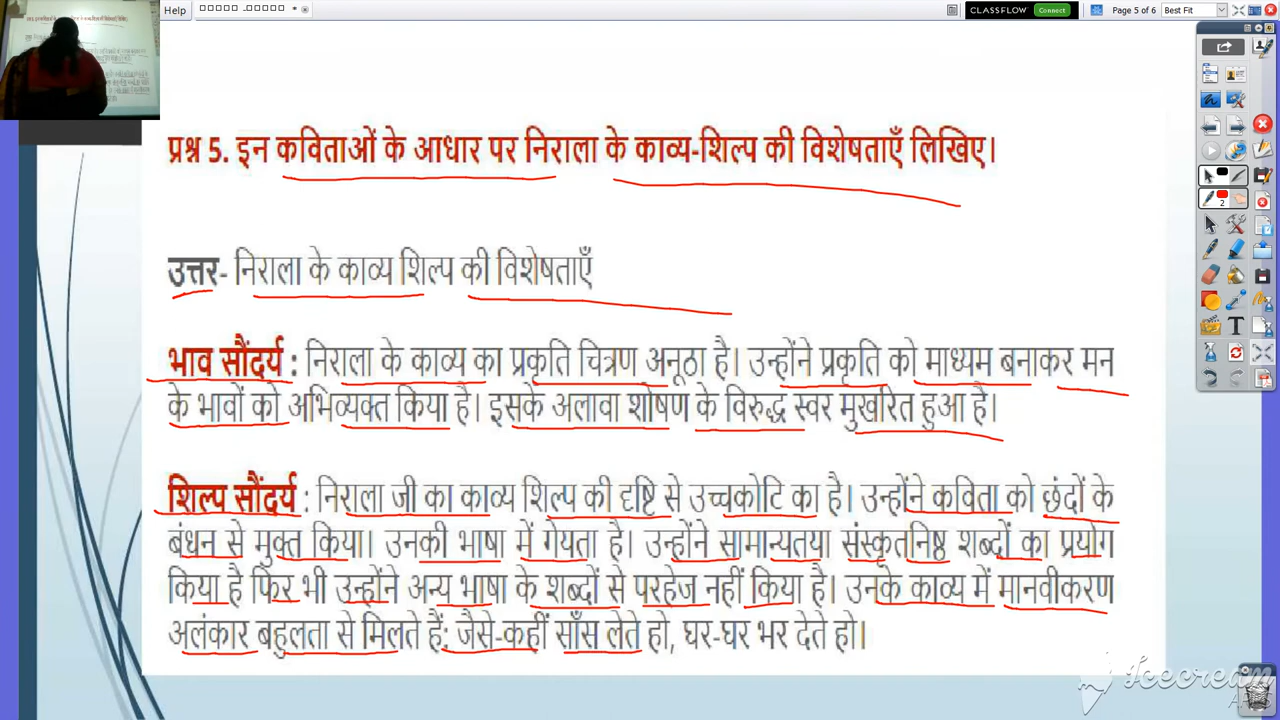 Help
CLASSFLOW Connect
Page 5 of 6
Best Fit
प्रश्न 5. इन कविताओं के आधार पर निराला के काव्य-शिल्प की विशेषताएँ लिखिए।
उत्तर- निराला के काव्य शिल्प की विशेषताएँ
भाव सौंदर्य : निराला के काव्य का प्रकृति चित्रण अनूठा है। उन्होंने प्रकृति को माध्यम बनाकर मन
के भावों को अभिव्यक्त किया है। इसके अलावा शोषण के विरुद्ध स्वर मुखरित हुआ है।
शिल्प सौंदर्य : निराला जी का काव्य शिल्प की दृष्टि से उच्चकोटि का है। उन्होंने कविता को छंदों के
बंधन से मुक्त किया। उनकी भाषा में गेयता है। उन्होंने सामान्यतया संस्कृतनिष्ठ शब्दों का प्रयोग
किया है फिर भी उन्होंने अन्य भाषा के शब्दों से परहेज नहीं किया है। उनके काव्य में मानवीकरण
अलंकार बहुलता से मिलते हैं; जैसे-कहीं साँस लेते हो, घर-घर भर देते हो।
2
T
Icecream
APPS